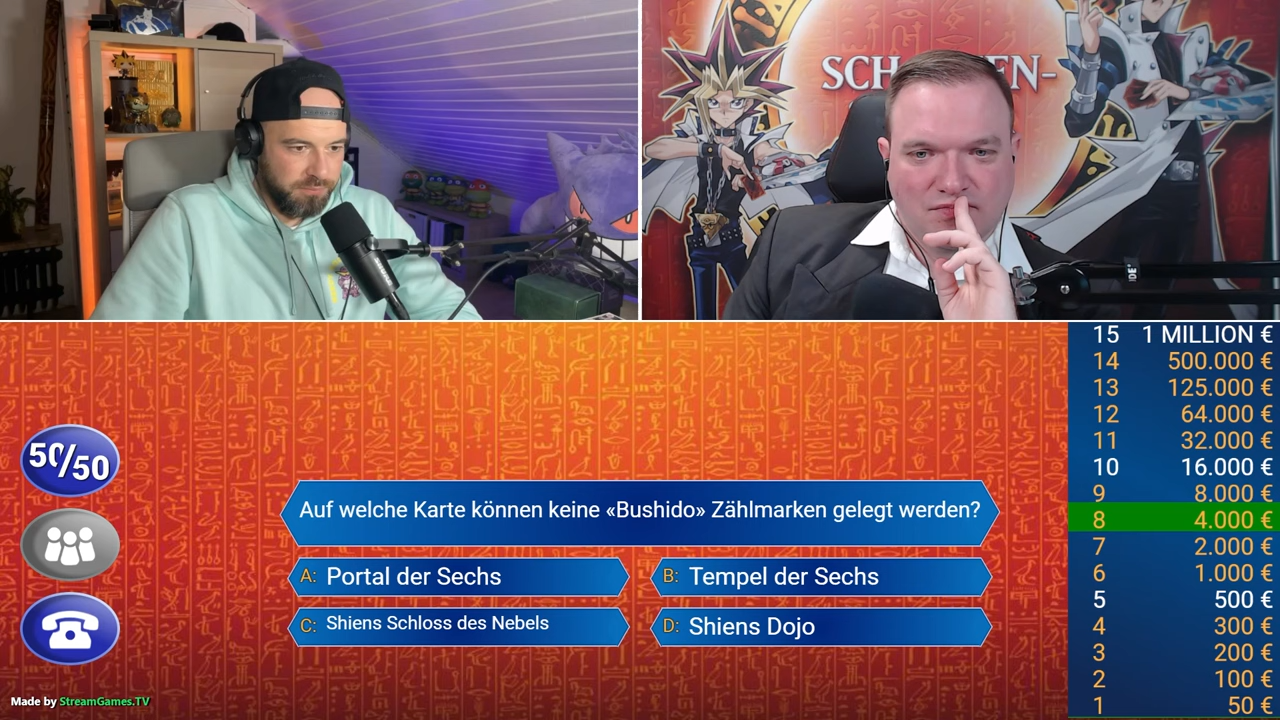 SCH
EN-
50/50
Auf welche Karte können keine «Bushido» Zählmarken gelegt werden?
A: Portal der Sechs
B: Tempel der Sechs
C: Shiens Schloss des Nebels
D: Shiens Dojo
15 1 MILLION €
14 500.000 €
13 125.000 €
12 64.000 €
11 32.000 €
10 16.000 €
9 8.000 €
8 4.000 €
7 2.000 €
6 1.000 €
5 500 €
4 300 €
3 200 €
2 100 €
1 50 €
Made by StreamGames.TV